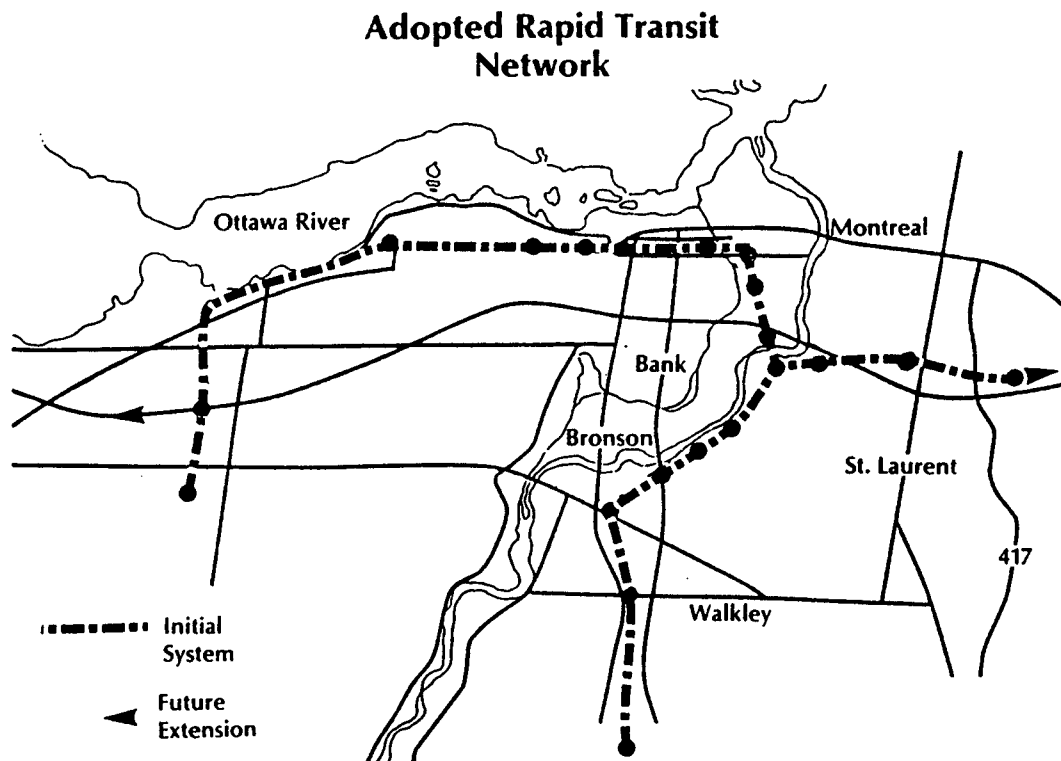 Adopted Rapid Transit
Network
Ottawa River
Montreal
Bank
Bronson
St. Laurent
417
Walkley
Initial
System
Future
Extension